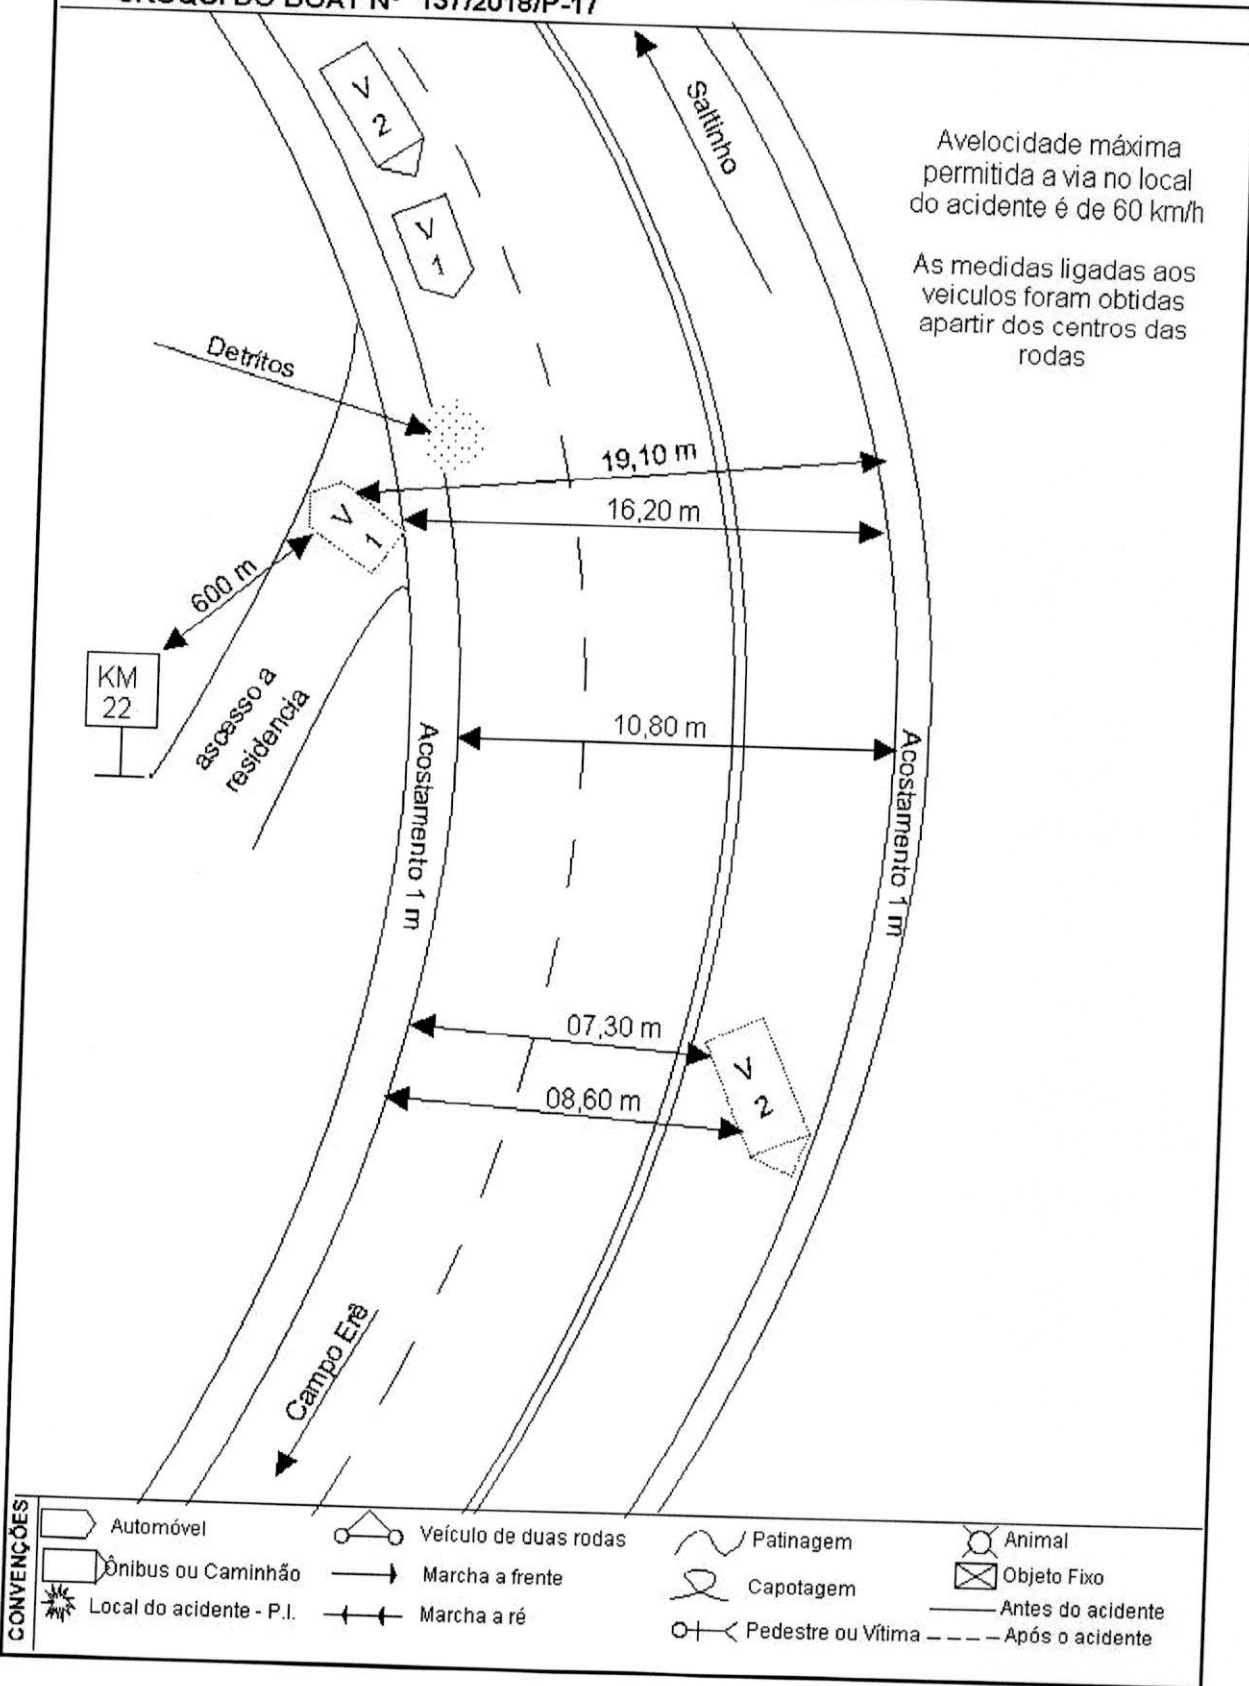 CROQUI DO BOAT Nº 1377/2018/P-17
V
2
V
1
Saltinho
Avelocidade máxima
permitida a via no local
do acidente é de 60 km/h
As medidas ligadas aos
veiculos foram obtidas
apartir dos centros das
rodas
Detritos
19,10 m
16,20 m
V
1
600 m
KM
22
ascesso a
residencia
10,80 m
Acostamento 1 m
Acostamento 1 m
07,30 m
08,60 m
V
2
Campo Erê
CONVENÇÕES
Automóvel
Veículo de duas rodas
Patinagem
Animal
Ônibus ou Caminhão
Marcha a frente
Capotagem
Objeto Fixo
Local do acidente - P.I.
Marcha a ré
Pedestre ou Vítima
Antes do acidente
Após o acidente